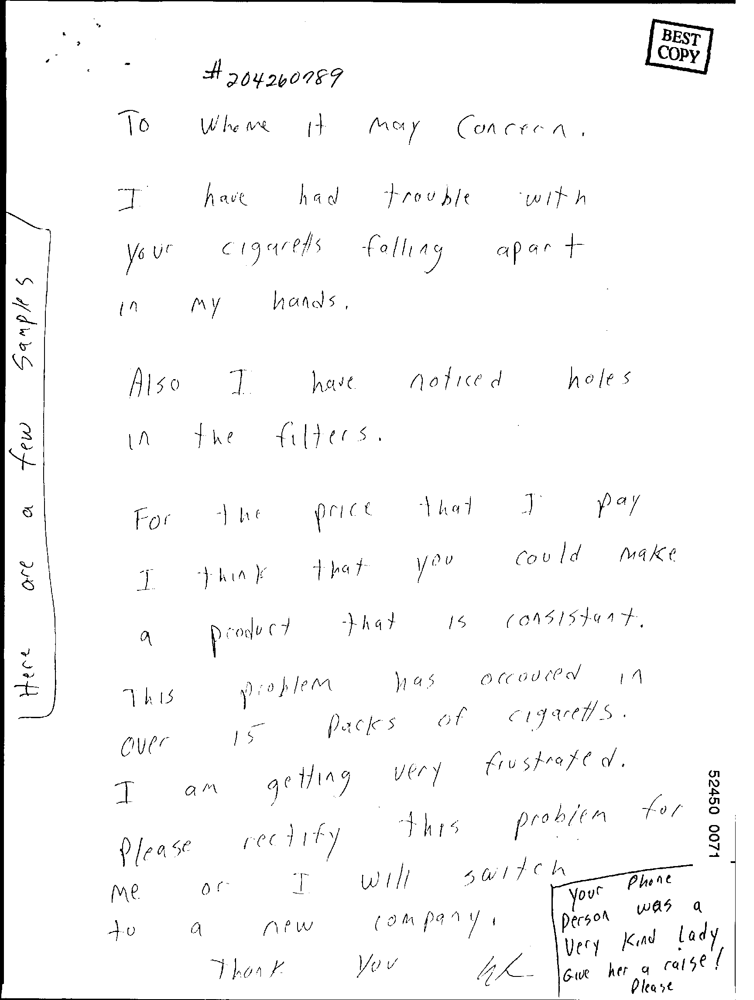 BEST
COPY
#204260789
To Whome it may Concern.
I have had trouble with
your cigaretts falling apart
in my hands.
Also I have noticed holes
in the filters.
For the price that I pay
I think that you could make
a product that is consistant.
This problem has occoured in
over 15 packs of cigaretts.
I am getting very frustrated.
Please rectify this problem for
me or I will switch
to a new company.
Thank You
Here are a few Samples
Your Phone
Person was a
Very Kind Lady
Give her a raise!
Please
52450 0071